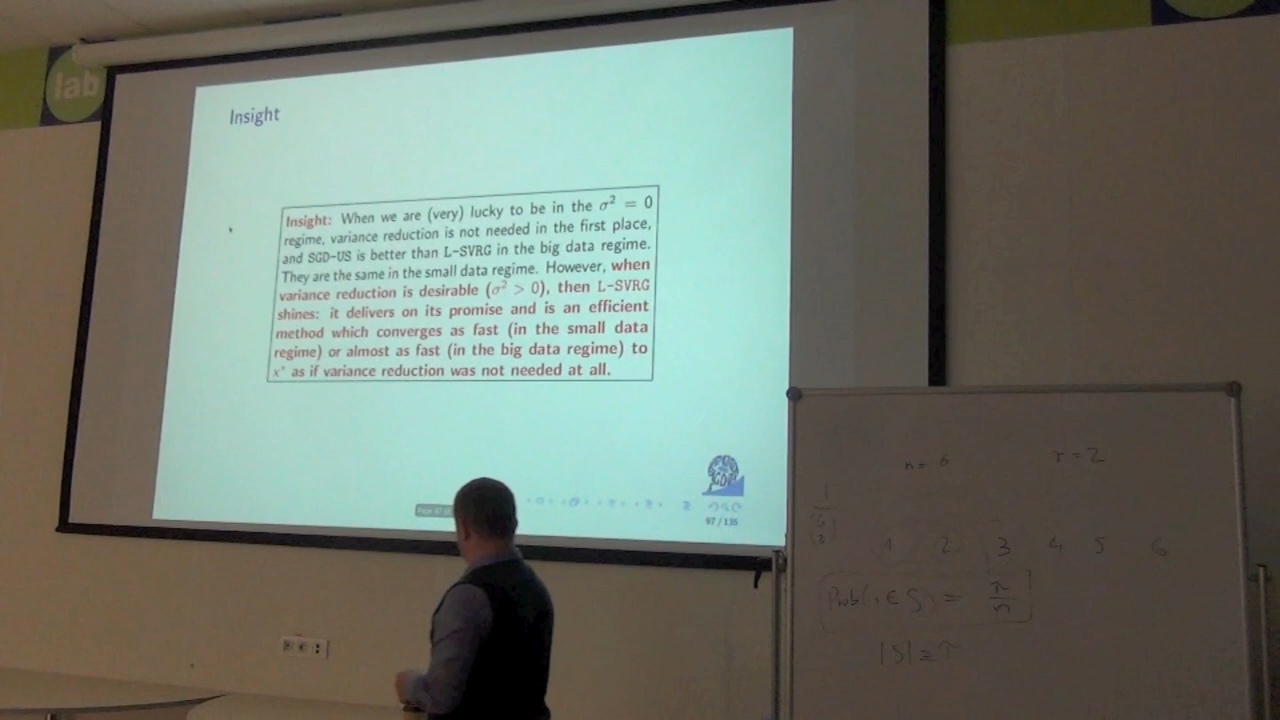 lab
Insight
Insight: When we are (very) lucky to be in the σ² = 0
regime, variance reduction is not needed in the first place,
and SGD-US is better than L-SVRG in the big data regime.
They are the same in the small data regime. However, when
variance reduction is desirable (σ² > 0), then L-SVRG
shines: it delivers on its promise and is an efficient
method which converges as fast (in the small data
regime) or almost as fast (in the big data regime) to
x* as if variance reduction was not needed at all.
97 / 135
n = 6 r = 2
1 2 3 4 5 6